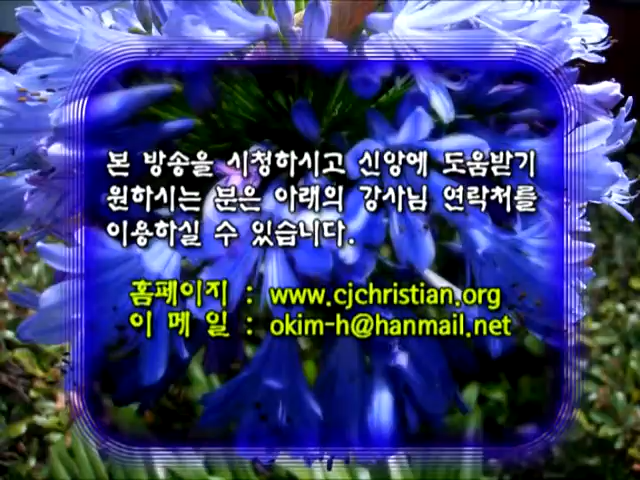 본 방송을 시청하시고 신앙에 도움받기
원하시는 분은 아래의 강사님 연락처를
이용하실 수 있습니다.
홈페이지 : www.cjchristian.org
이 메 일 : okim-h@hanmail.net